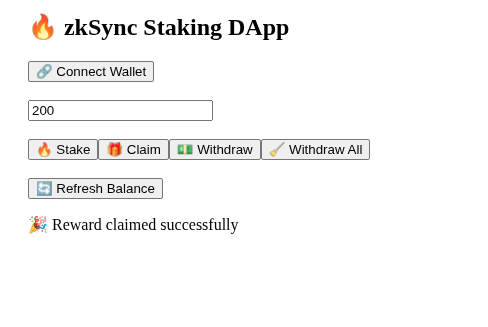 🔥 zkSync Staking DApp
🔗 Connect Wallet
200
🔥 Stake 🎁 Claim 💵 Withdraw 🧹 Withdraw All
🔄 Refresh Balance
🎉 Reward claimed successfully